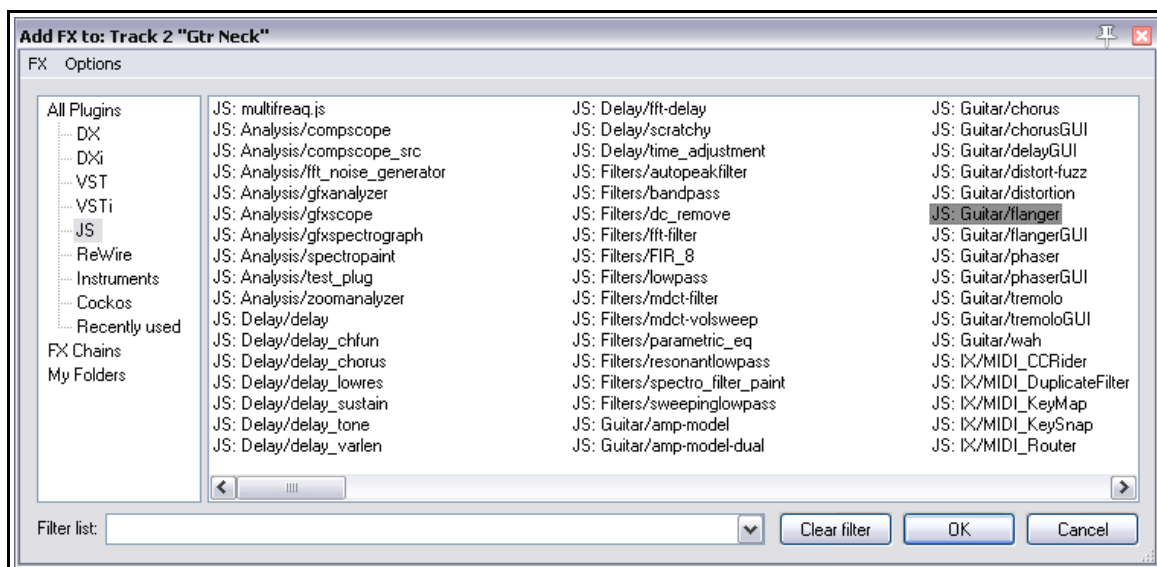 Add FX to: Track 2 "Gtr Neck"
FX Options
All Plugins
DX
DXi
VST
VSTi
JS
ReWire
Instruments
Cockos
Recently used
FX Chains
My Folders
JS: multifreaq.js
JS: Analysis/compscope
JS: Analysis/compscope_src
JS: Analysis/fft_noise_generator
JS: Analysis/gfxanalyzer
JS: Analysis/gfxscope
JS: Analysis/gfxspectrograph
JS: Analysis/spectropaint
JS: Analysis/test_plug
JS: Analysis/zoomanalyzer
JS: Delay/delay
JS: Delay/delay_chfun
JS: Delay/delay_chorus
JS: Delay/delay_lowres
JS: Delay/delay_sustain
JS: Delay/delay_tone
JS: Delay/delay_varlen
JS: Delay/fft-delay
JS: Delay/scratchy
JS: Delay/time_adjustment
JS: Filters/autopeakfilter
JS: Filters/bandpass
JS: Filters/dc_remove
JS: Filters/fft-filter
JS: Filters/FIR_8
JS: Filters/lowpass
JS: Filters/mdct-filter
JS: Filters/mdct-volsweep
JS: Filters/parametric_eq
JS: Filters/resonantlowpass
JS: Filters/spectro_filter_paint
JS: Filters/sweepinglowpass
JS: Guitar/amp-model
JS: Guitar/amp-model-dual
JS: Guitar/chorus
JS: Guitar/chorusGUI
JS: Guitar/delayGUI
JS: Guitar/distort-fuzz
JS: Guitar/distortion
JS: Guitar/flanger
JS: Guitar/flangerGUI
JS: Guitar/phaser
JS: Guitar/phaserGUI
JS: Guitar/tremolo
JS: Guitar/tremoloGUI
JS: Guitar/wah
JS: IX/MIDI_CCRider
JS: IX/MIDI_DuplicateFilter
JS: IX/MIDI_KeyMap
JS: IX/MIDI_KeySnap
JS: IX/MIDI_Router
Filter list: Clear filter OK Cancel